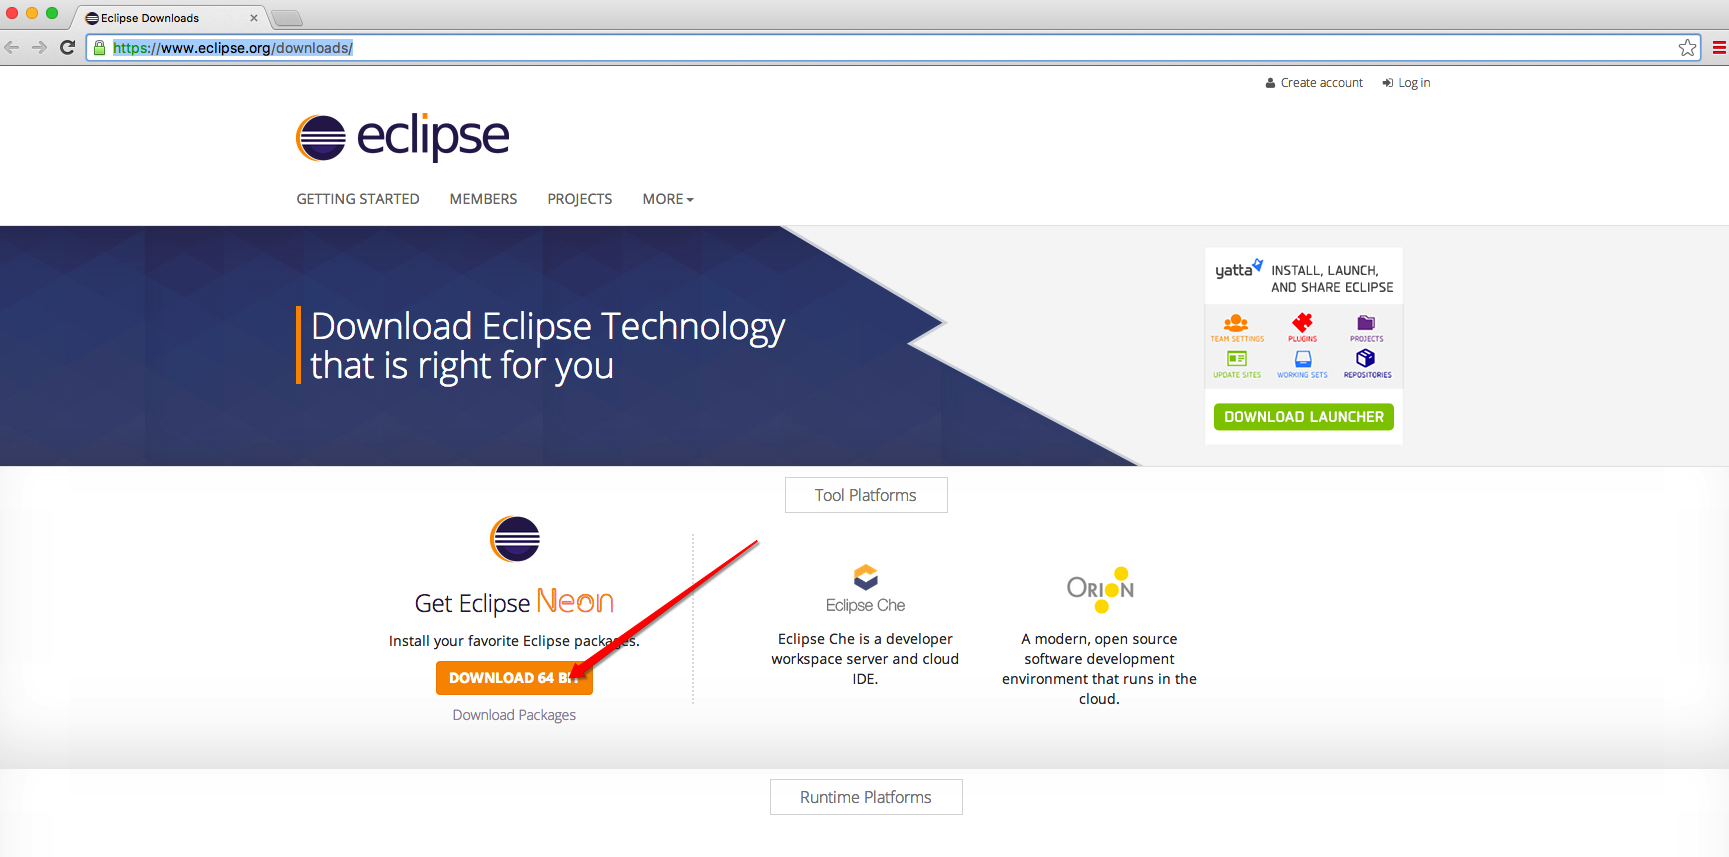 Eclipse Downloads
https://www.eclipse.org/downloads/
Create account
Log in
eclipse
GETTING STARTED
MEMBERS
PROJECTS
MORE
Download Eclipse Technology
that is right for you
yatta
INSTALL, LAUNCH,
AND SHARE ECLIPSE
TEAM SETTINGS
PLUGINS
PROJECTS
UPDATE SITES
WORKING SETS
REPOSITORIES
DOWNLOAD LAUNCHER
Tool Platforms
Get Eclipse Neon
Install your favorite Eclipse packages.
DOWNLOAD 64 BIT
Download Packages
Eclipse Che
Eclipse Che is a developer
workspace server and cloud
IDE.
ORION
A modern, open source
software development
environment that runs in the
cloud.
Runtime Platforms